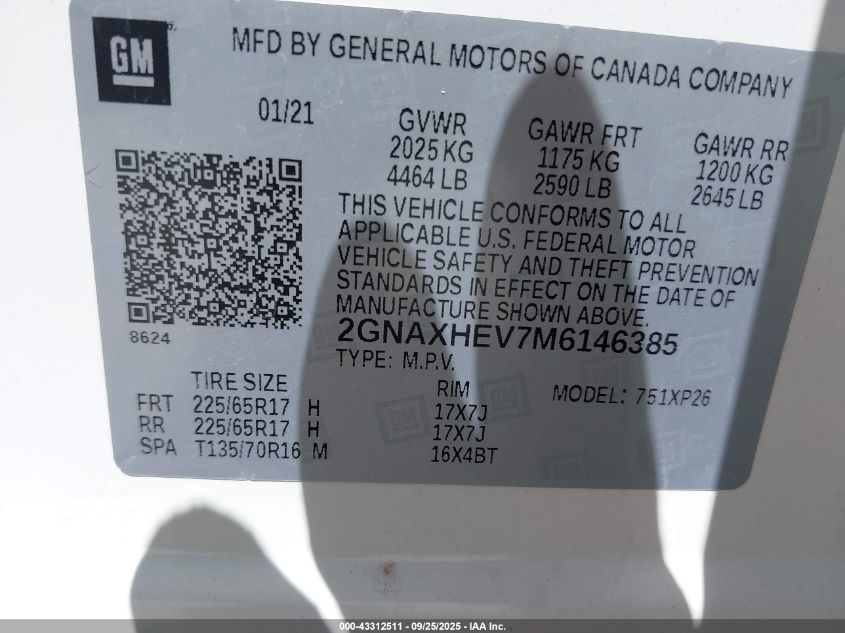 GM
MFD BY GENERAL MOTORS OF CANADA COMPANY
01/21
GVWR
2025 KG
4464 LB
GAWR FRT
1175 KG
2590 LB
GAWR RR
1200 KG
2645 LB
THIS VEHICLE CONFORMS TO ALL
APPLICABLE U.S. FEDERAL MOTOR
VEHICLE SAFETY AND THEFT PREVENTION
STANDARDS IN EFFECT ON THE DATE OF
MANUFACTURE SHOWN ABOVE.
8624
2GNAXHEV7M6146385
TYPE: M.P.V.
TIRE SIZE RIM MODEL: 751XP26
FRT 225/65R17 H 17X7J
RR 225/65R17 H 17X7J
SPA T135/70R16 M 16X4BT
000-43312511 - 09/25/2025 - IAA Inc.